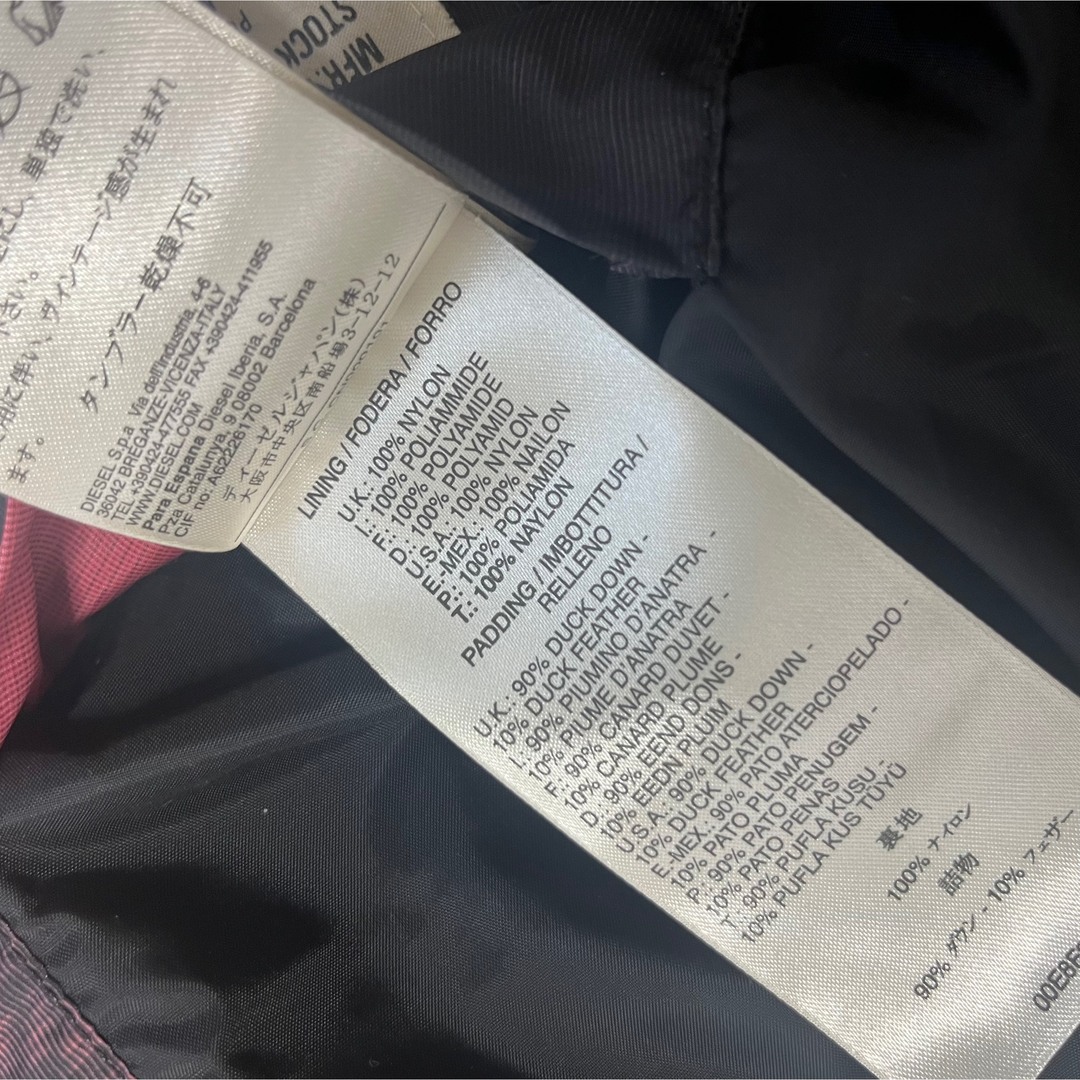 MFR.
STOCK
単独で洗い、
ヴィンテージ感が生まれ
ます。
タンブラー乾燥不可
DIESEL S.p.a Via dell'Industria, 4-6
36042 BREGANZE-VICENZA-ITALY
TEL.+390424-477555 FAX +390424-411955
WWW.DIESEL.COM
Para Espana Diesel Iberia, S.A.
Pza Catalunya, 9 08002 Barcelona
CIF no: A62226170
ディーゼルジャパン(株)
大阪市中央区南船場3-12-12
LINING / FODERA / FORRO
U.K.: 100% NYLON
I.: 100% POLIAMMIDE
F.: 100% POLYAMIDE
D.: 100% POLYAMID
U.S.A.: 100% NYLON
E-MEX.: 100% NAILON
P.: 100% POLIAMIDA
T.: 100% NAYLON
PADDING / IMBOTTITURA /
RELLENO
U.K.: 90% DUCK DOWN -
10% DUCK FEATHER
I.: 90% PIUMINO D'ANATRA -
10% PIUME D'ANATRA
F.: 90% CANARD DUVET -
10% CANARD PLUME
D.: 90% EEND DONS -
10% EEDN PLUIM
U.S.A.: 90% DUCK DOWN -
10% DUCK FEATHER
E-MEX.: 90% PATO ATERCIOPELADO -
10% PATO PLUMA
P.: 90% PATO PENUGEM -
10% PATO PENAS
T.: 90% PUFLA KUSU -
10% PUFLA KUS TÜYÜ
裏地
100% ナイロン
詰物
90% ダウン - 10% フェザー